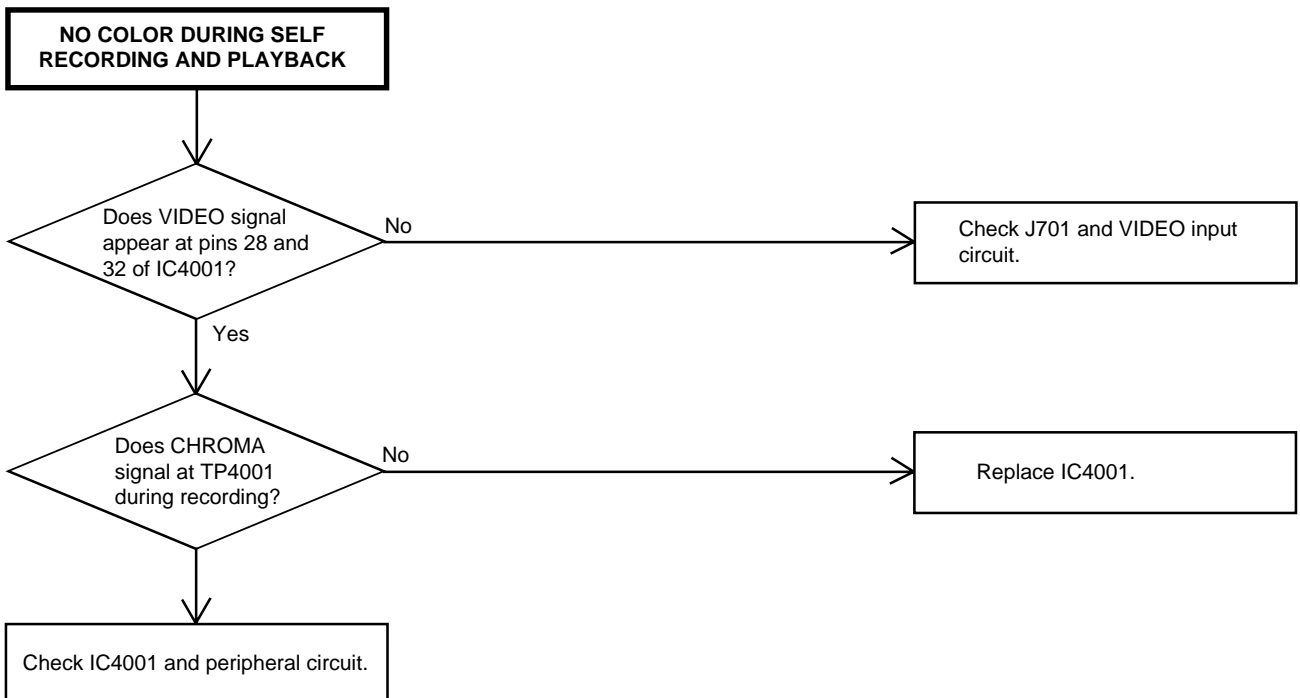 NO COLOR DURING SELF
RECORDING AND PLAYBACK
Does VIDEO signal
appear at pins 28 and
32 of IC4001?
No
Check J701 and VIDEO input
circuit.
Yes
Does CHROMA
signal at TP4001
during recording?
No
Replace IC4001.
Check IC4001 and peripheral circuit.